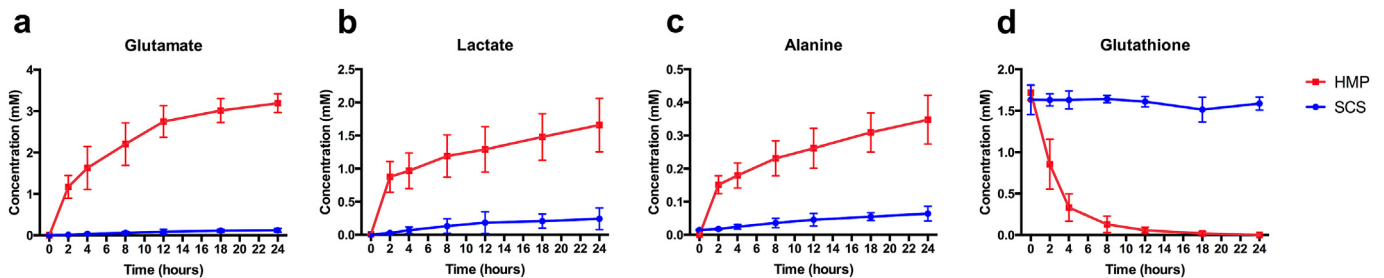 a
Glutamate
Concentration (mM)
4
3
2
1
0
0 2 4 6 8 10 12 14 16 18 20 22 24
Time (hours)
b
Lactate
Concentration (mM)
2.5
2.0
1.5
1.0
0.5
0.0
0 2 4 6 8 10 12 14 16 18 20 22 24
Time (hours)
c
Alanine
Concentration (mM)
0.5
0.4
0.3
0.2
0.1
0.0
0 2 4 6 8 10 12 14 16 18 20 22 24
Time (hours)
d
Glutathione
Concentration (mM)
2.0
1.5
1.0
0.5
0.0
0 2 4 6 8 10 12 14 16 18 20 22 24
Time (hours)
HMP
SCS